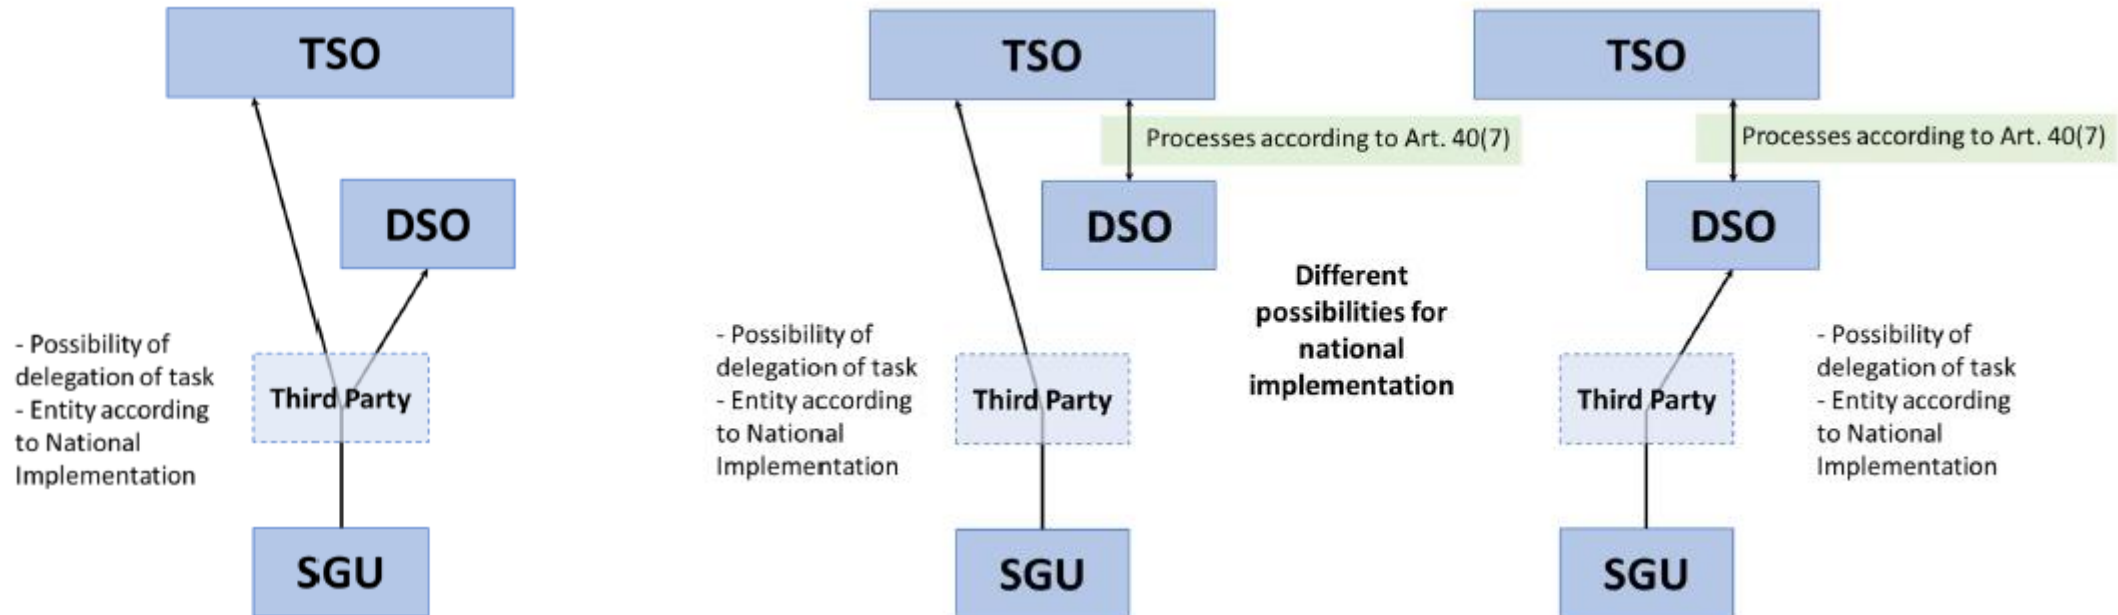 TSO
DSO
- Possibility of
delegation of task
- Entity according
to National
Implementation
Third Party
SGU
TSO
Processes according to Art. 40(7)
DSO
- Possibility of
delegation of task
- Entity according
to National
Implementation
Third Party
SGU
Different
possibilities for
national
implementation
TSO
Processes according to Art. 40(7)
DSO
Third Party
- Possibility of
delegation of task
- Entity according
to National
Implementation
SGU